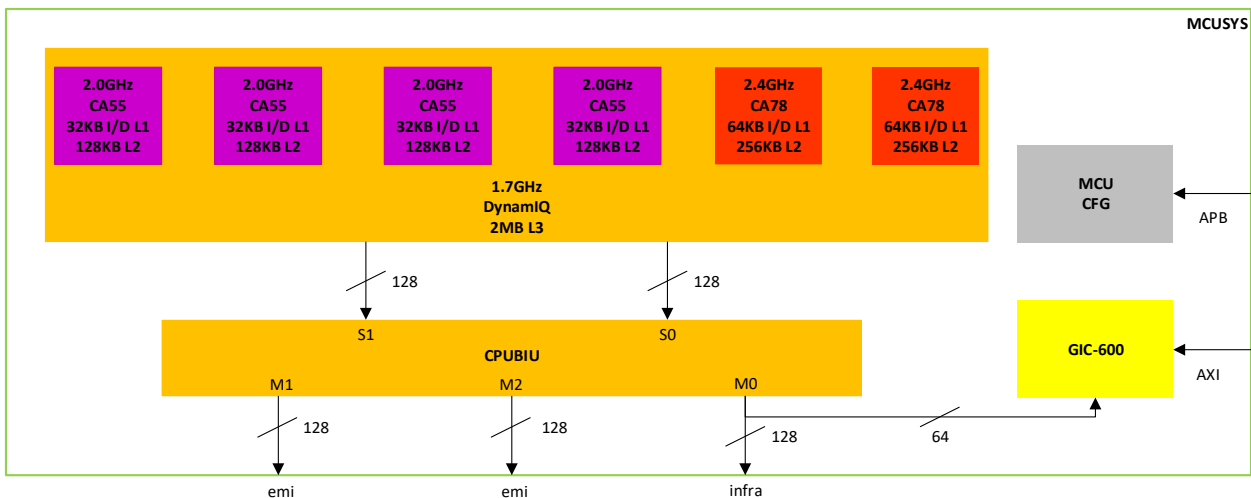 MCUSYS
2.0GHz
CA55
32KB I/D L1
128KB L2
2.0GHz
CA55
32KB I/D L1
128KB L2
2.0GHz
CA55
32KB I/D L1
128KB L2
2.0GHz
CA55
32KB I/D L1
128KB L2
2.4GHz
CA78
64KB I/D L1
256KB L2
2.4GHz
CA78
64KB I/D L1
256KB L2
1.7GHz
DynamIQ
2MB L3
MCU
CFG
APB
128
128
S1
S0
CPUBIU
M1
M2
M0
GIC-600
AXI
128
128
128
64
emi
emi
infra